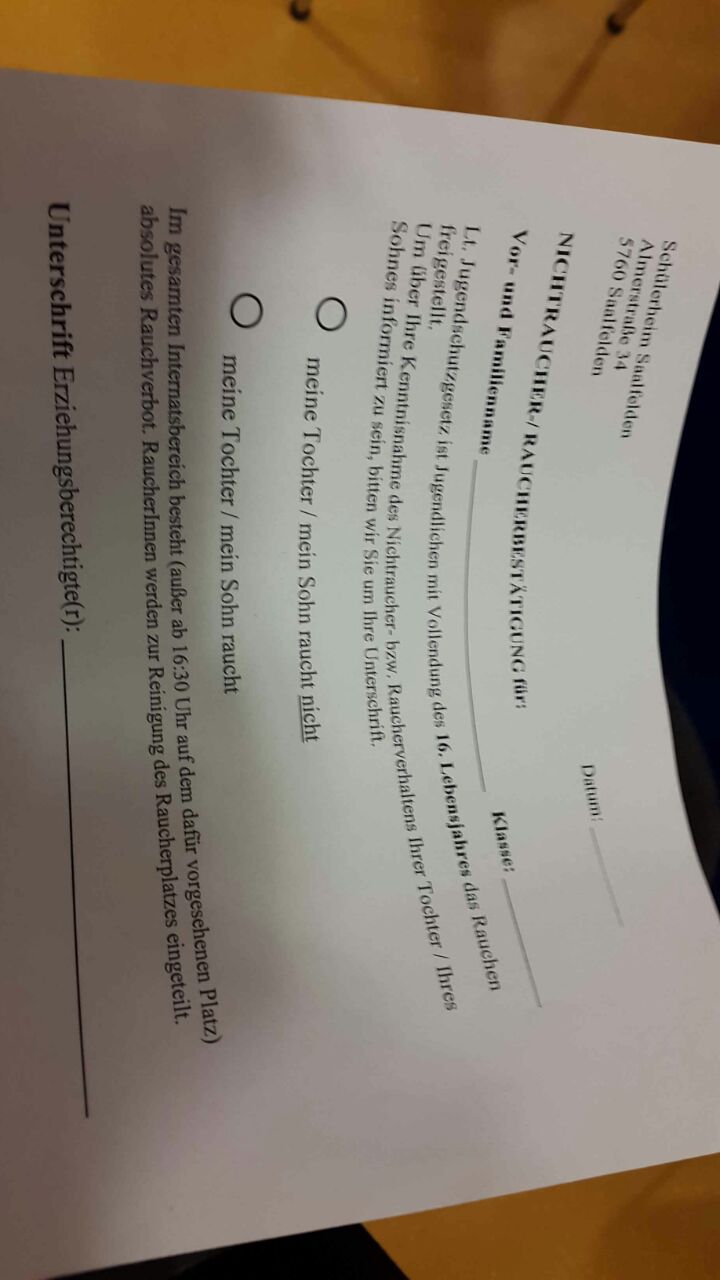 Schülerheim Saalfelden
Almerstraße 34
5760 Saalfelden
Datum:
NICHTRAUCHER-/ RAUCHERBESTÄTIGUNG für:
Vor- und Familienname Klasse:
Lt. Jugendschutzgesetz ist Jugendlichen mit Vollendung des 16. Lebensjahres das Rauchen
freigestellt.
Um über Ihre Kenntnisnahme des Nichtraucher- bzw. Raucherverhaltens Ihrer Tochter / Ihres
Sohnes informiert zu sein, bitten wir Sie um Ihre Unterschrift.
meine Tochter / mein Sohn raucht nicht
meine Tochter / mein Sohn raucht
Im gesamten Internatsbereich besteht (außer ab 16:30 Uhr auf dem dafür vorgesehenen Platz)
absolutes Rauchverbot. RaucherInnen werden zur Reinigung des Raucherplatzes eingeteilt.
Unterschrift Erziehungsberechtigte(r):